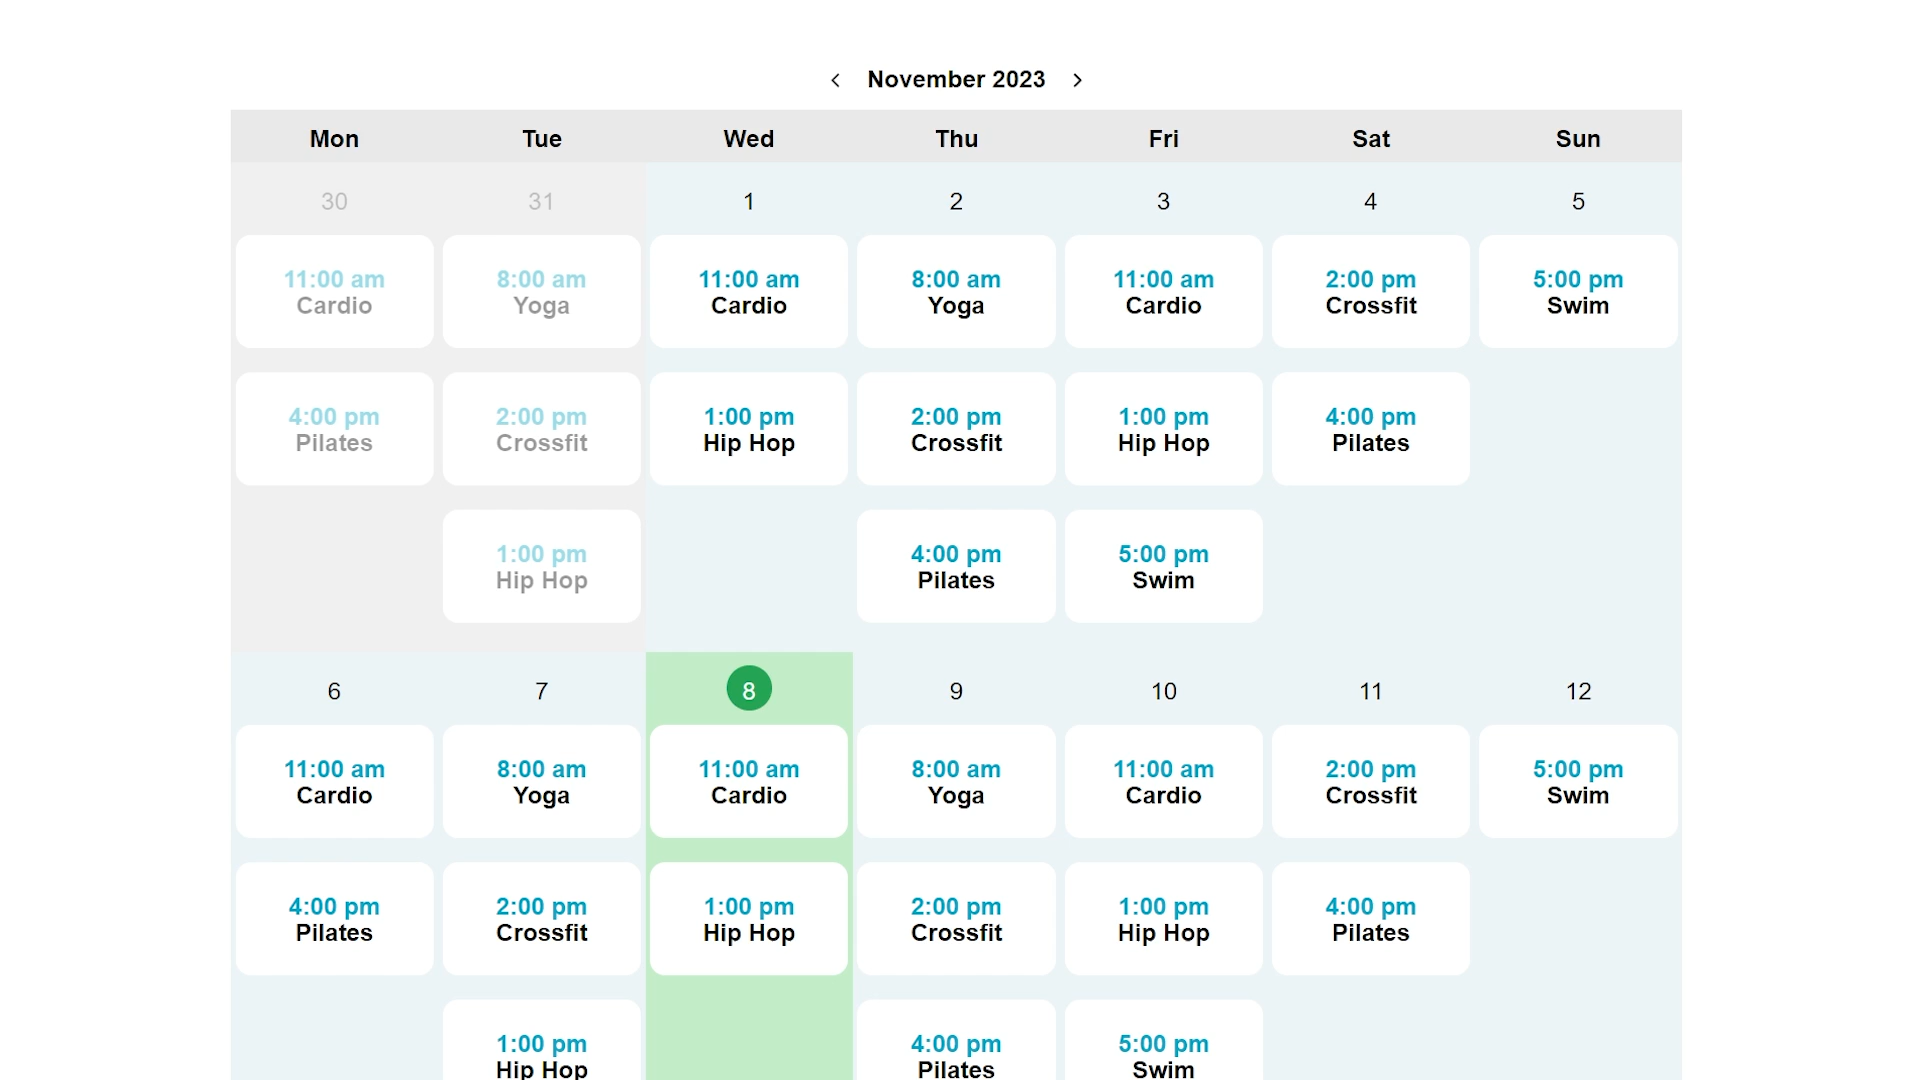 November 2023
Mon Tue Wed Thu Fri Sat Sun
30 31 1 2 3 4 5
11:00 am 8:00 am 11:00 am 8:00 am 11:00 am 2:00 pm 5:00 pm
Cardio Yoga Cardio Yoga Cardio Crossfit Swim
4:00 pm 2:00 pm 1:00 pm 2:00 pm 1:00 pm 4:00 pm
Pilates Crossfit Hip Hop Crossfit Hip Hop Pilates
1:00 pm 4:00 pm 5:00 pm
Hip Hop Pilates Swim
6 7 8 9 10 11 12
11:00 am 8:00 am 11:00 am 8:00 am 11:00 am 2:00 pm 5:00 pm
Cardio Yoga Cardio Yoga Cardio Crossfit Swim
4:00 pm 2:00 pm 1:00 pm 2:00 pm 1:00 pm 4:00 pm
Pilates Crossfit Hip Hop Crossfit Hip Hop Pilates
1:00 pm 4:00 pm 5:00 pm
Hip Hop Pilates Swim